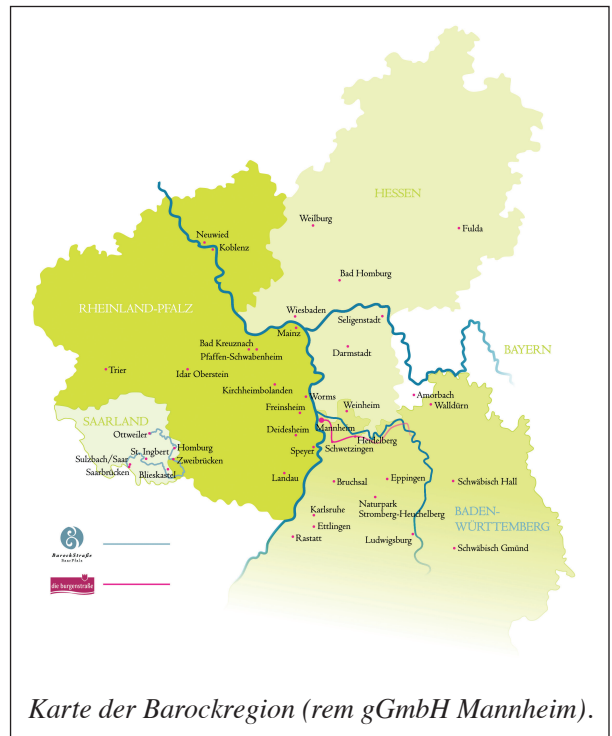 HESSEN
Weilburg
Fulda
Neuwied
Koblenz
Bad Homburg
RHEINLAND-PFALZ
Wiesbaden
Seligenstadt
Mainz
Bad Kreuznach
Pfaffen-Schwabenheim
Darmstadt
BAYERN
Trier
Idar Oberstein
Kirchheimbolanden
Worms
Amorbach
Walldürn
Freinsheim
Weinheim
SAARLAND
Ottweiler
Deidesheim
Mannheim
Heidelberg
Homburg
St. Ingbert
Speyer
Schwetzingen
Sulzbach/Saar
Zweibrücken
Saarbrücken
Blieskastel
Landau
Bruchsal
Eppingen
Schwäbisch Hall
Naturpark
Stromberg-Heuchelberg
Karlsruhe
BADEN-
WÜRTTEMBERG
Ettlingen
Rastatt
Ludwigsburg
Schwäbisch Gmünd
BarockStraße
SaarPfalz
die burgenstraße
Karte der Barockregion (rem gGmbH Mannheim).